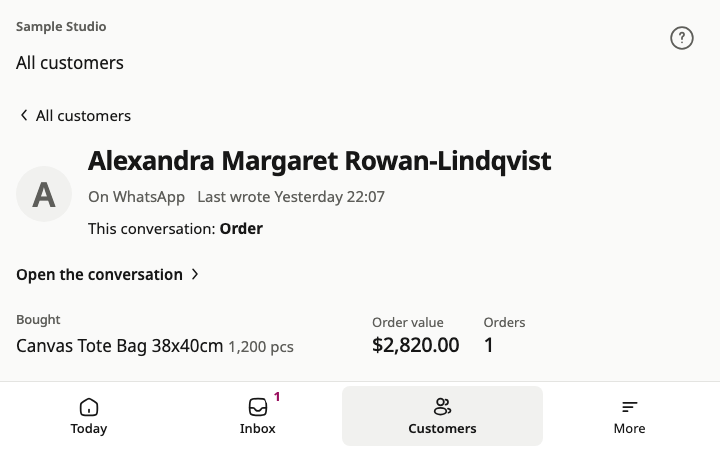 Sample Studio
All customers
All customers
Alexandra Margaret Rowan-Lindqvist
A
On WhatsApp Last wrote Yesterday 22:07
This conversation: Order
Open the conversation
Bought
Canvas Tote Bag 38x40cm 1,200 pcs
Order value
$2,820.00
Orders
1
Today
1
Inbox
Customers
More